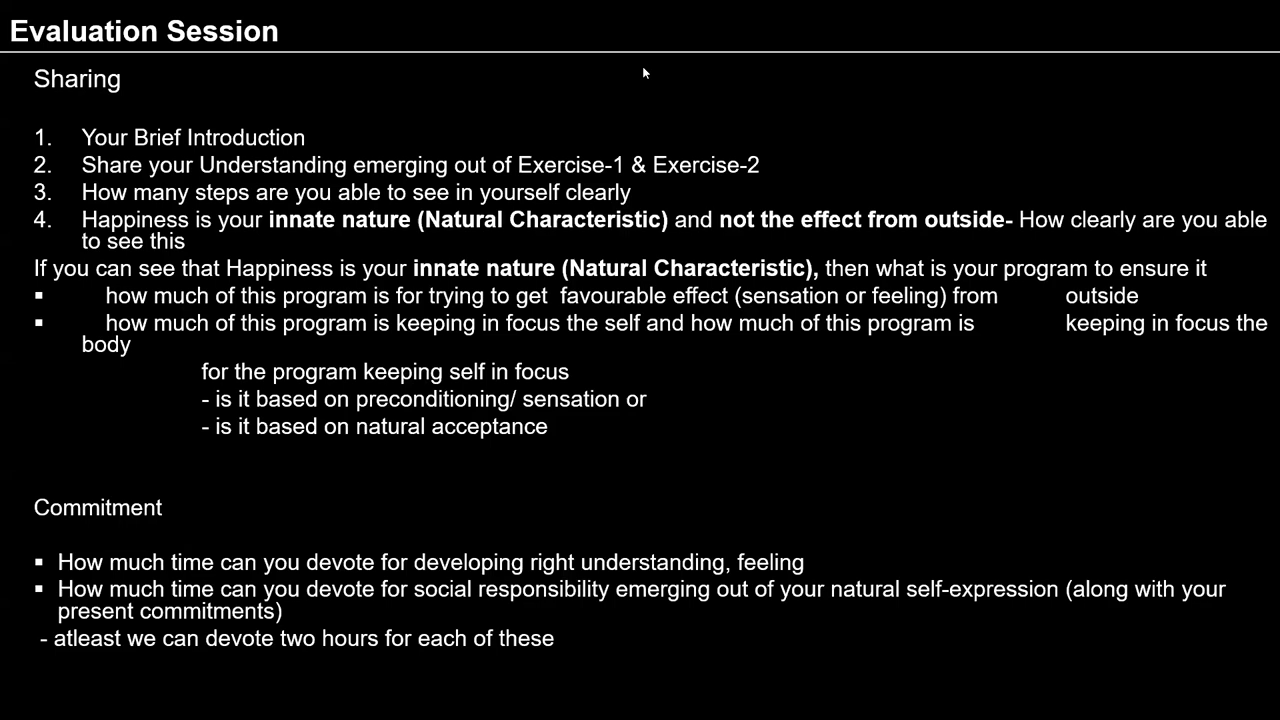 Evaluation Session
Sharing
1. Your Brief Introduction
2. Share your Understanding emerging out of Exercise-1 & Exercise-2
3. How many steps are you able to see in yourself clearly
4. Happiness is your innate nature (Natural Characteristic) and not the effect from outside- How clearly are you able
to see this
If you can see that Happiness is your innate nature (Natural Characteristic), then what is your program to ensure it
▪ how much of this program is for trying to get favourable effect (sensation or feeling) from outside
▪ how much of this program is keeping in focus the self and how much of this program is keeping in focus the
body
for the program keeping self in focus
- is it based on preconditioning/ sensation or
- is it based on natural acceptance
Commitment
▪ How much time can you devote for developing right understanding, feeling
▪ How much time can you devote for social responsibility emerging out of your natural self-expression (along with your
present commitments)
- atleast we can devote two hours for each of these